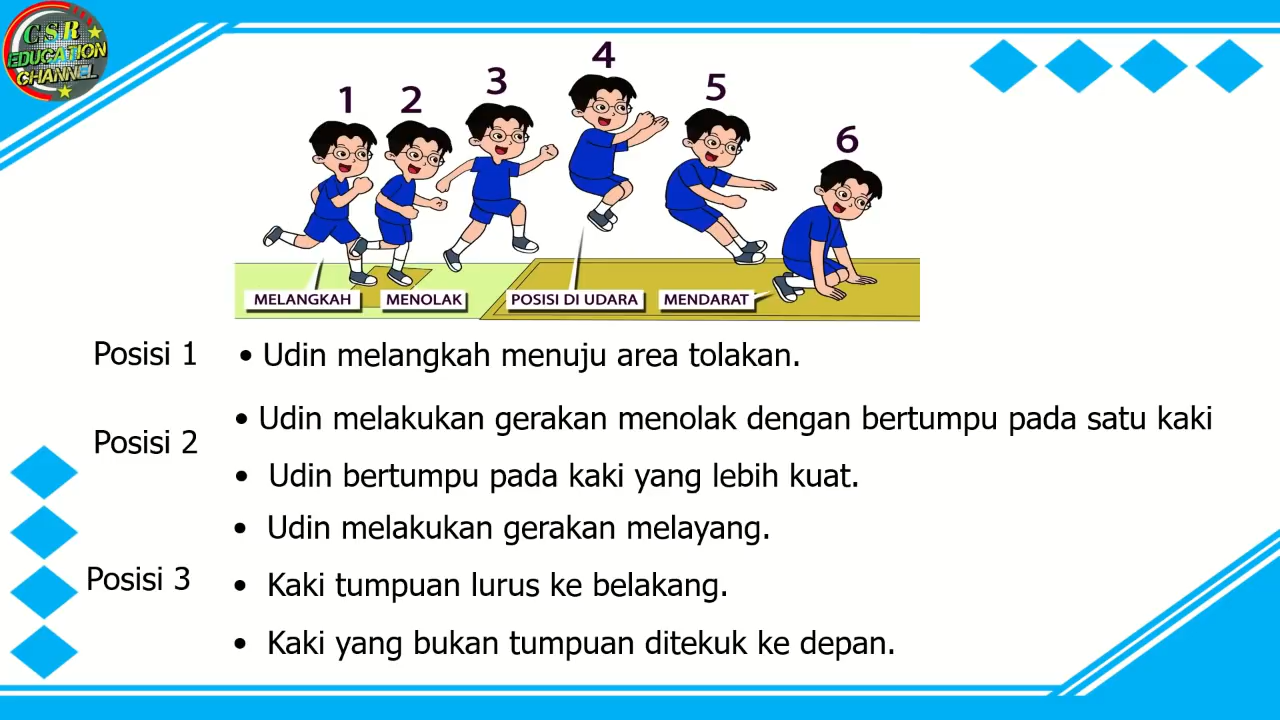 CSR
EDUCATION
CHANNEL
1 2 3 4 5 6
MELANGKAH MENOLAK POSISI DI UDARA MENDARAT
Posisi 1 • Udin melangkah menuju area tolakan.
Posisi 2 • Udin melakukan gerakan menolak dengan bertumpu pada satu kaki
• Udin bertumpu pada kaki yang lebih kuat.
• Udin melakukan gerakan melayang.
Posisi 3 • Kaki tumpuan lurus ke belakang.
• Kaki yang bukan tumpuan ditekuk ke depan.